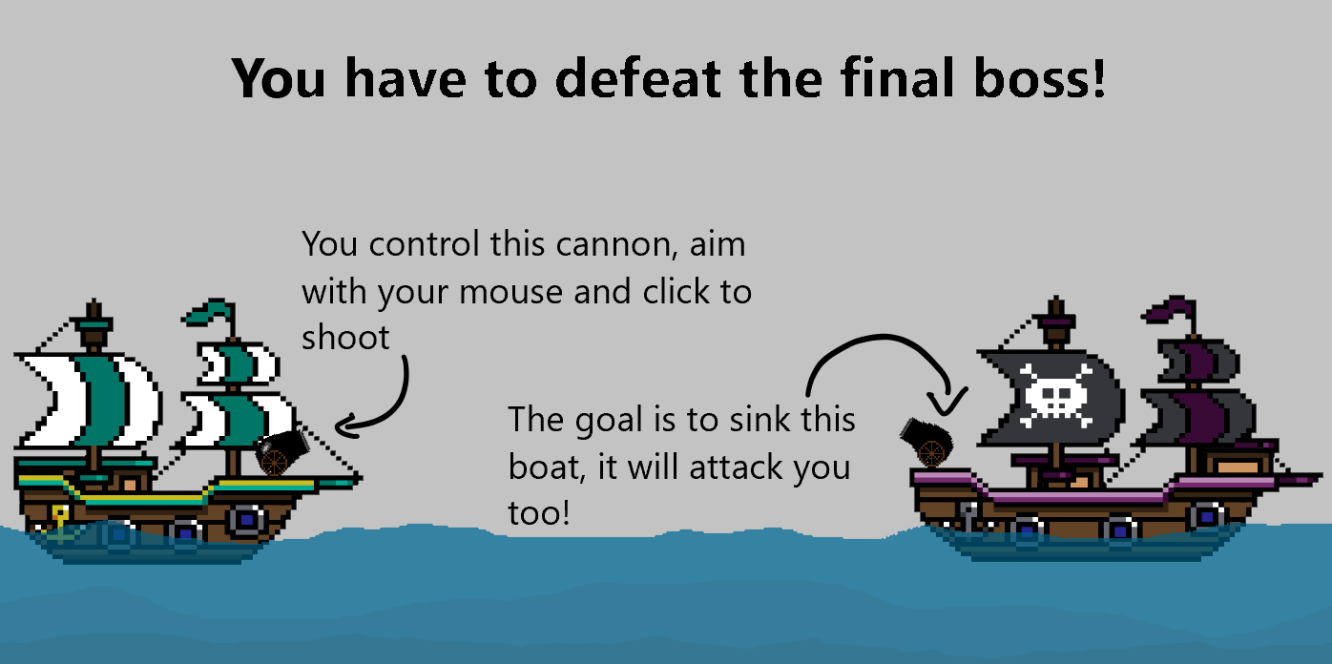 You have to defeat the final boss!
You control this cannon, aim
with your mouse and click to
shoot
The goal is to sink this
boat, it will attack you
too!